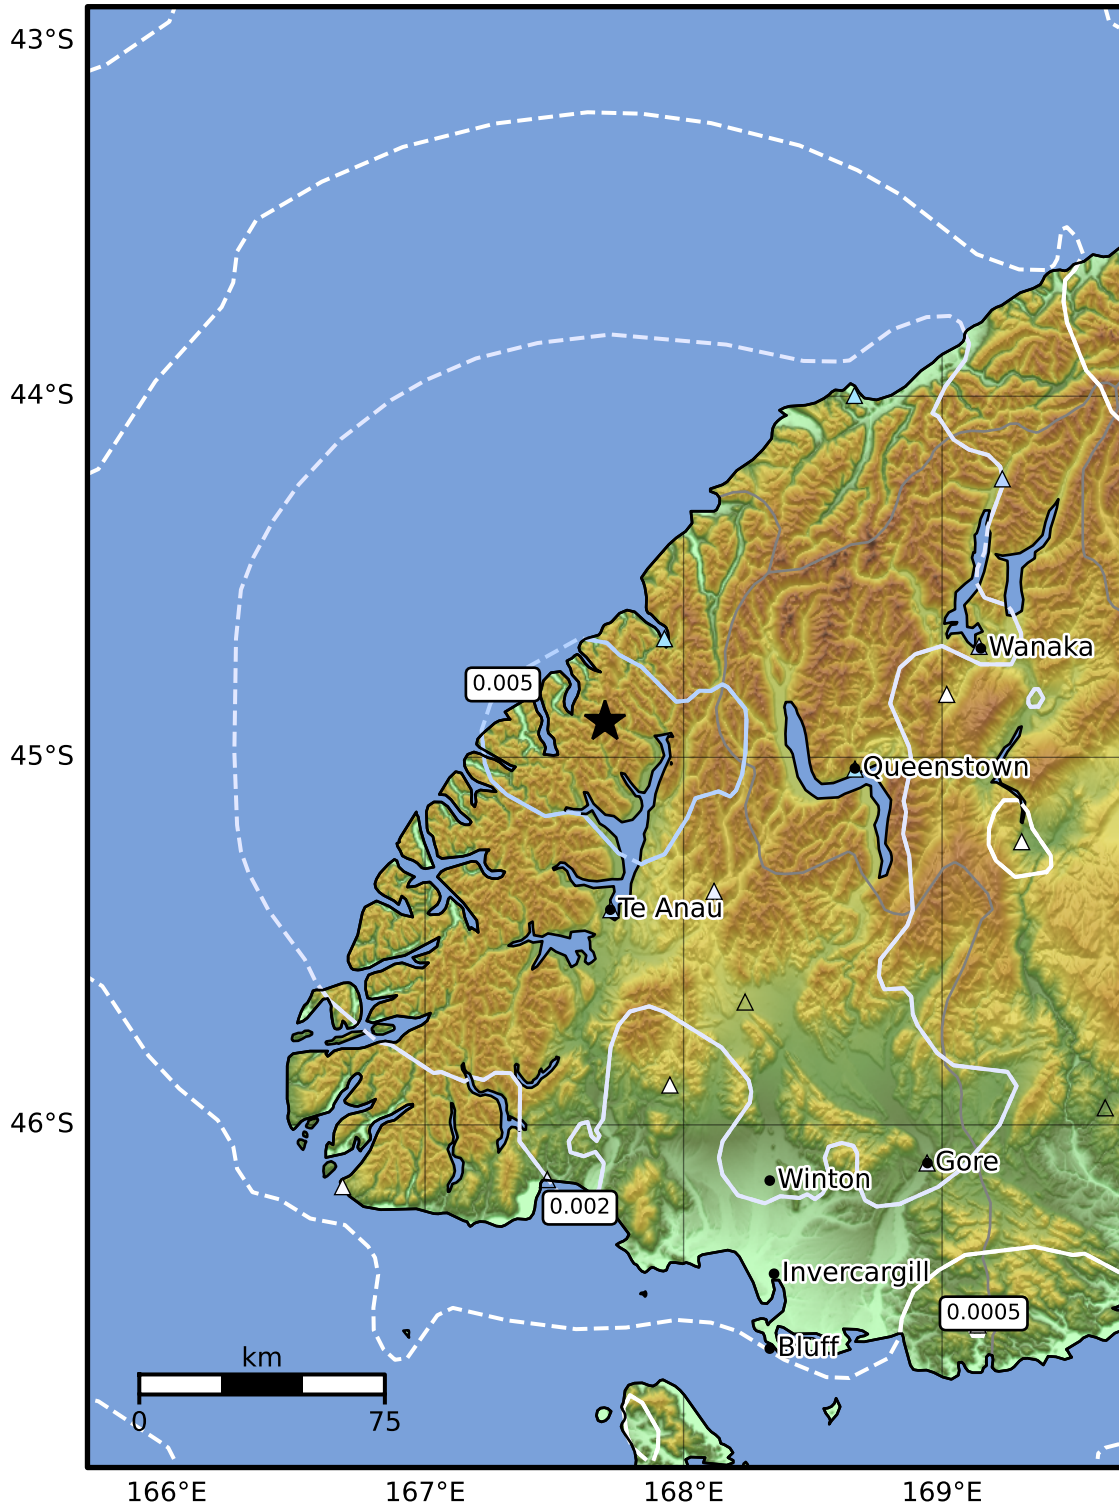 43°S
44°S
0.005
Wanaka
45°S
Queenstown
Te Anau
46°S
Gore
Winton
0.002
Invercargill
0.0005
Bluff
km
0 75
166°E 167°E 168°E 169°E